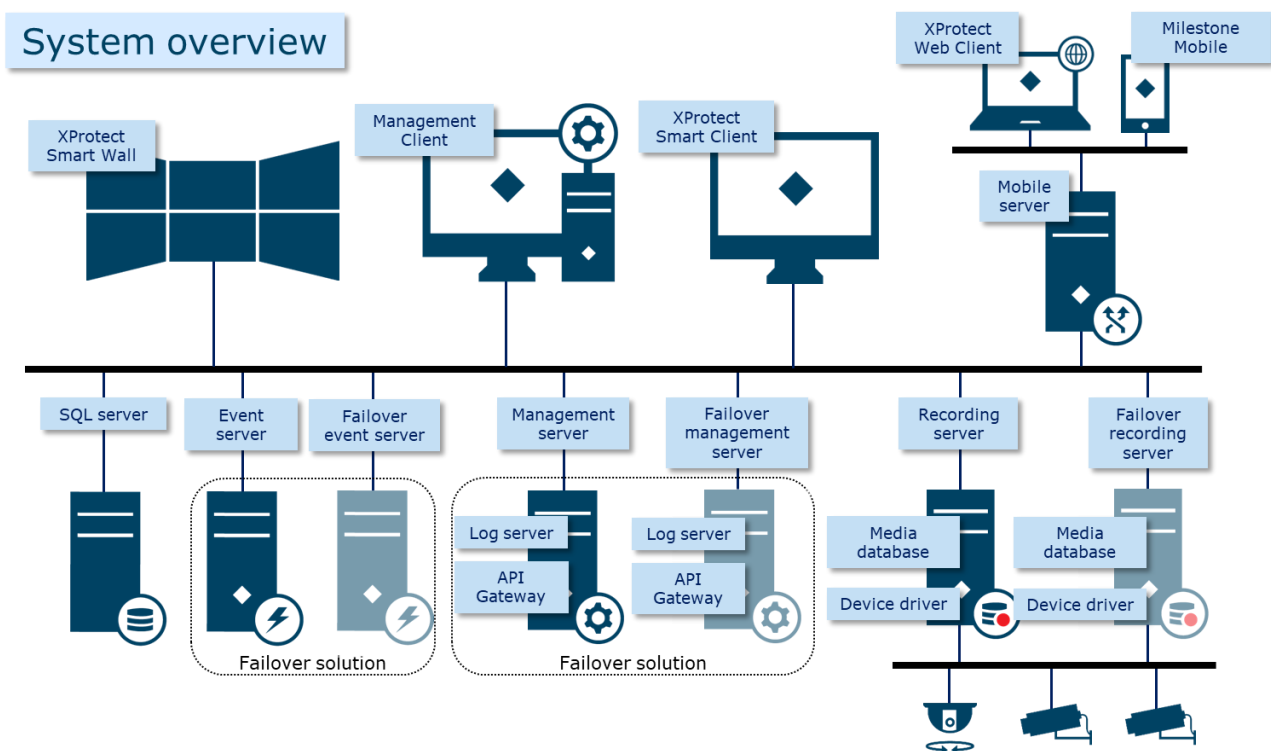 System overview
XProtect
Web Client
Milestone
Mobile
XProtect
Smart Wall
Management
Client
XProtect
Smart Client
Mobile
server
SQL server
Event
server
Failover
event server
Management
server
Failover
management
server
Recording
server
Failover
recording
server
Log server
API
Gateway
Log server
API
Gateway
Media
database
Device driver
Media
database
Device driver
Failover solution
Failover solution